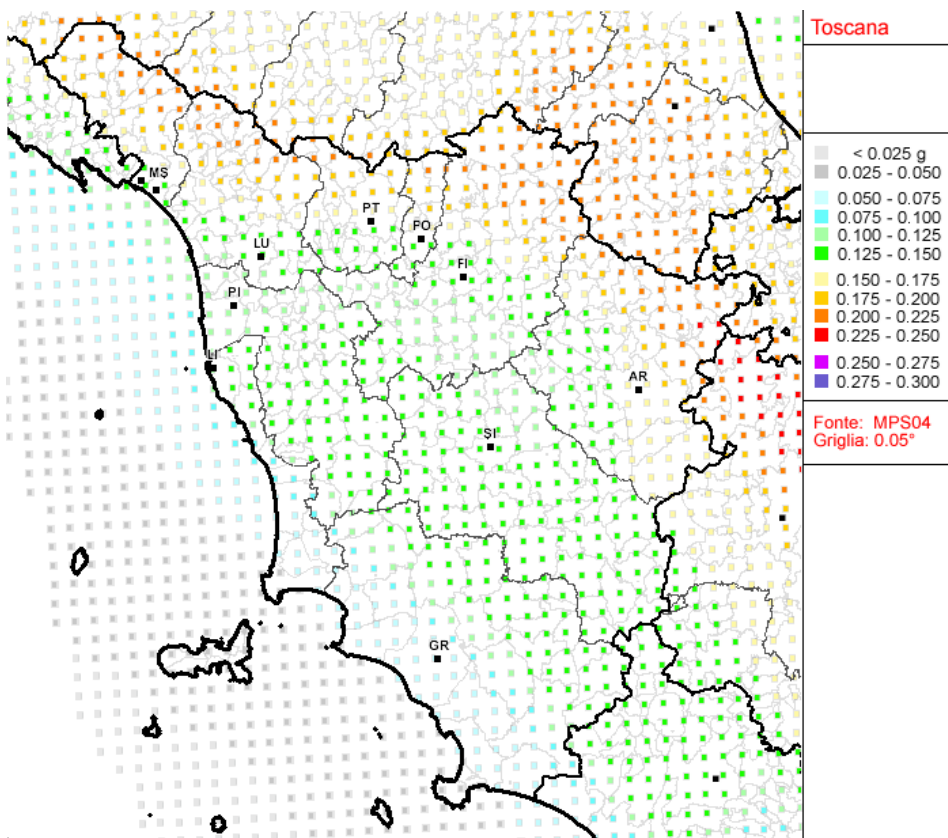 Toscana
< 0.025 g
0.025 - 0.050
0.050 - 0.075
0.075 - 0.100
0.100 - 0.125
0.125 - 0.150
0.150 - 0.175
0.175 - 0.200
0.200 - 0.225
0.225 - 0.250
0.250 - 0.275
0.275 - 0.300
Fonte: MPS04
Griglia: 0.05°
MS
PT
PO
LU
FI
PI
LI
AR
SI
GR